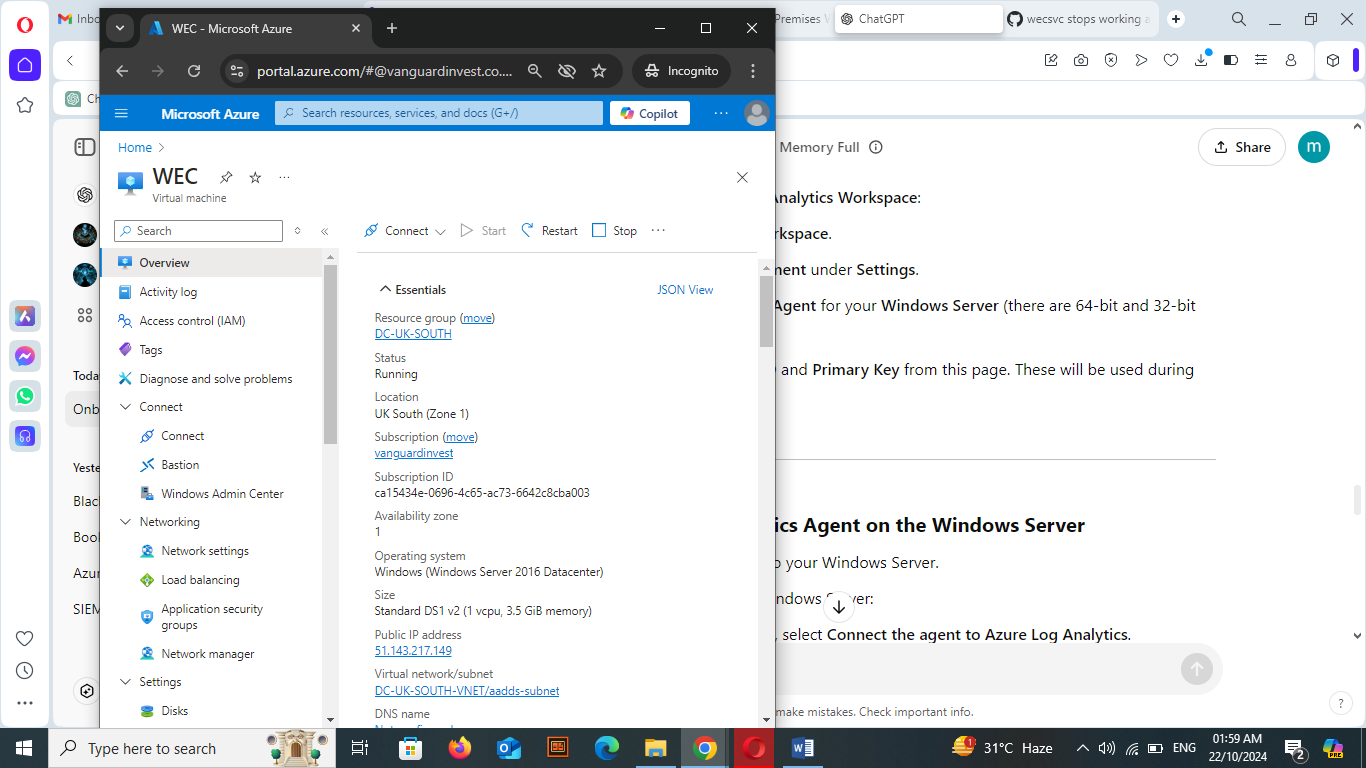 Inbo
WEC - Microsoft Azure
Premises W
ChatGPT
wecsvc stops working a
portal.azure.com/#@vanguardinvest.co....
Incognito
Ch
Microsoft Azure
Search resources, services, and docs (G+/)
Copilot
...
Home
Memory Full
Share
m
WEC
...
Virtual machine
Search
Connect
Start
Restart
Stop
...
Overview
Activity log
Access control (IAM)
Tags
Diagnose and solve problems
Connect
Connect
Bastion
Windows Admin Center
Networking
Network settings
Load balancing
Application security
groups
Network manager
Settings
Disks
Essentials
JSON View
Resource group (move)
DC-UK-SOUTH
Status
Running
Location
UK South (Zone 1)
Subscription (move)
vanguardinvest
Subscription ID
ca15434e-0696-4c65-ac73-6642c8cba003
Availability zone
1
Operating system
Windows (Windows Server 2016 Datacenter)
Size
Standard DS1 v2 (1 vcpu, 3.5 GiB memory)
Public IP address
51.143.217.149
Virtual network/subnet
DC-UK-SOUTH-VNET/aadds-subnet
DNS name
Toda
Onb
Yeste
Blac
Boo
Azur
SIEM
Analytics Workspace:
rkspace.
ment under Settings.
Agent for your Windows Server (there are 64-bit and 32-bit
and Primary Key from this page. These will be used during
ics Agent on the Windows Server
o your Windows Server.
ndows Server:
, select Connect the agent to Azure Log Analytics.
make mistakes. Check important info.
?
Type here to search
1
31°C Haze
ENG
01:59 AM
22/10/2024
2
PRE